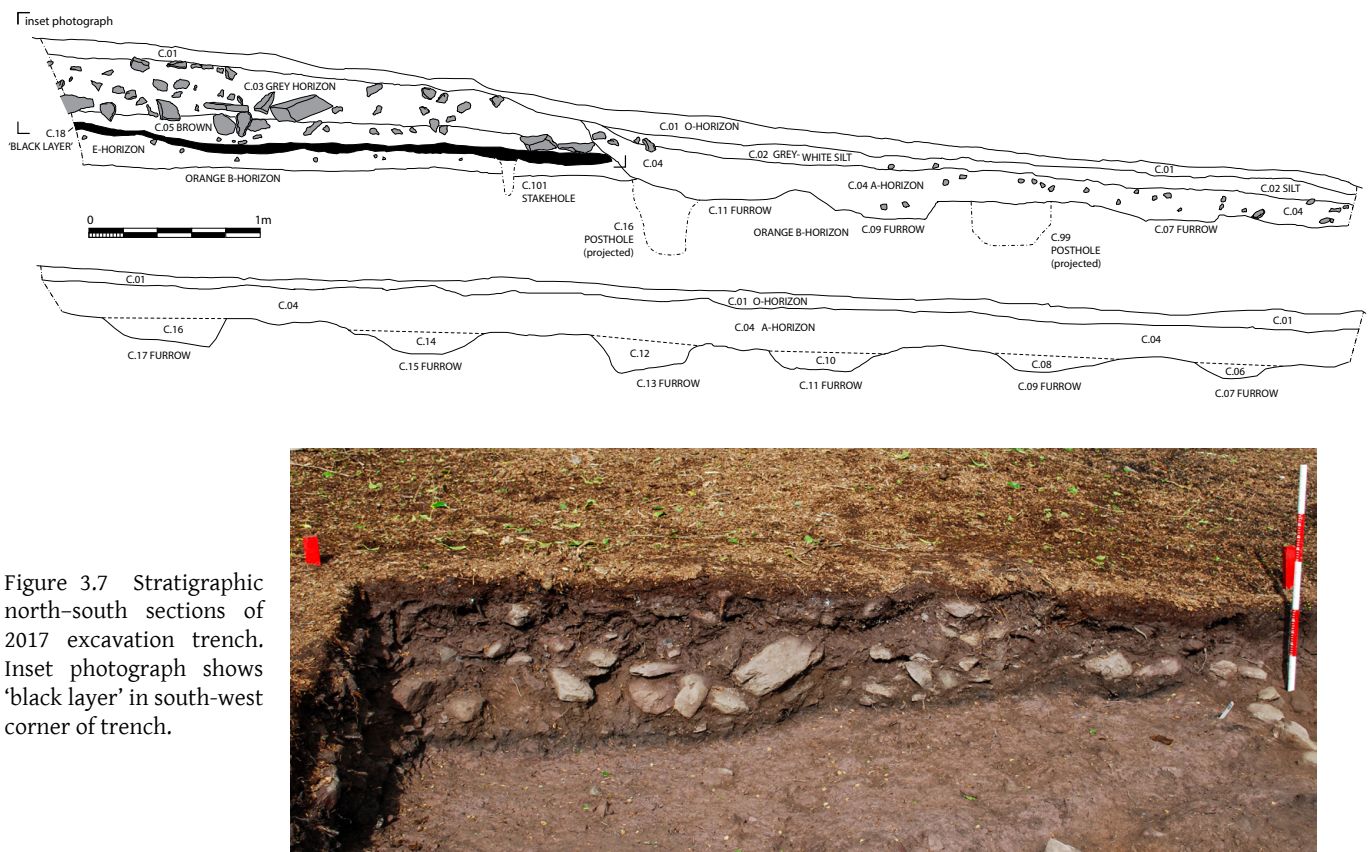 inset photograph
C.01
C.03 GREY HORIZON
C.05 BROWN
C.18
‘BLACK LAYER’
E-HORIZON
ORANGE B-HORIZON
C.101
STAKEHOLE
C.01 O-HORIZON
C.02 GREY-WHITE SILT
C.01
C.04
C.04 A-HORIZON
C.02 SILT
C.04
C.11 FURROW
C.16
POSTHOLE
(projected)
ORANGE B-HORIZON
C.09 FURROW
C.99
POSTHOLE
(projected)
C.07 FURROW
0 1m
C.01
C.04
C.01 O-HORIZON
C.01
C.04 A-HORIZON
C.04
C.16
C.14
C.12
C.10
C.08
C.06
C.17 FURROW
C.15 FURROW
C.13 FURROW
C.11 FURROW
C.09 FURROW
C.07 FURROW
Figure 3.7 Stratigraphic
north–south sections of
2017 excavation trench.
Inset photograph shows
‘black layer’ in south-west
corner of trench.